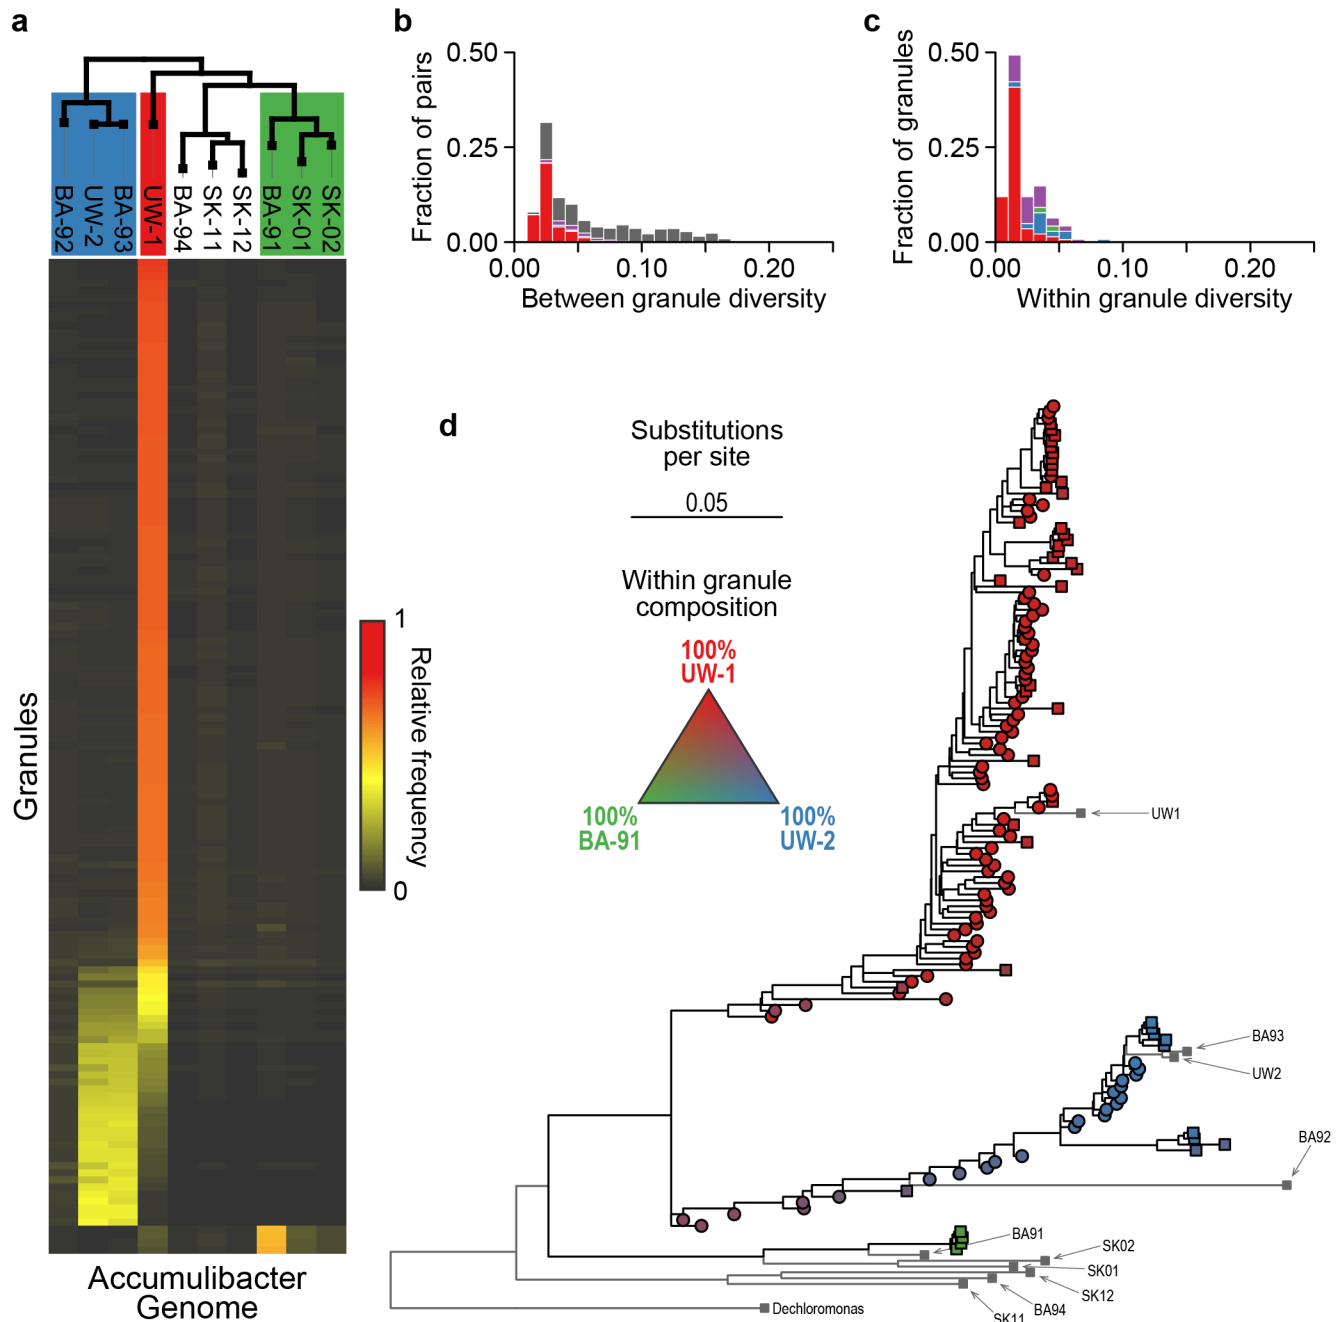 a
BA-92
UW-2
BA-93
UW-1
BA-94
SK-11
SK-12
BA-91
SK-01
SK-02
Granules
Accumulibacter
Genome
1
0
Relative frequency
b
Fraction of pairs
0.50
0.25
0.00
0.00
0.10
0.20
Between granule diversity
c
Fraction of granules
0.50
0.25
0.00
0.00
0.10
0.20
Within granule diversity
d
Substitutions
per site
0.05
Within granule
composition
100%
UW-1
100%
BA-91
100%
UW-2
UW1
BA93
UW2
BA92
BA91
SK02
SK01
SK12
BA94
SK11
Dechloromonas